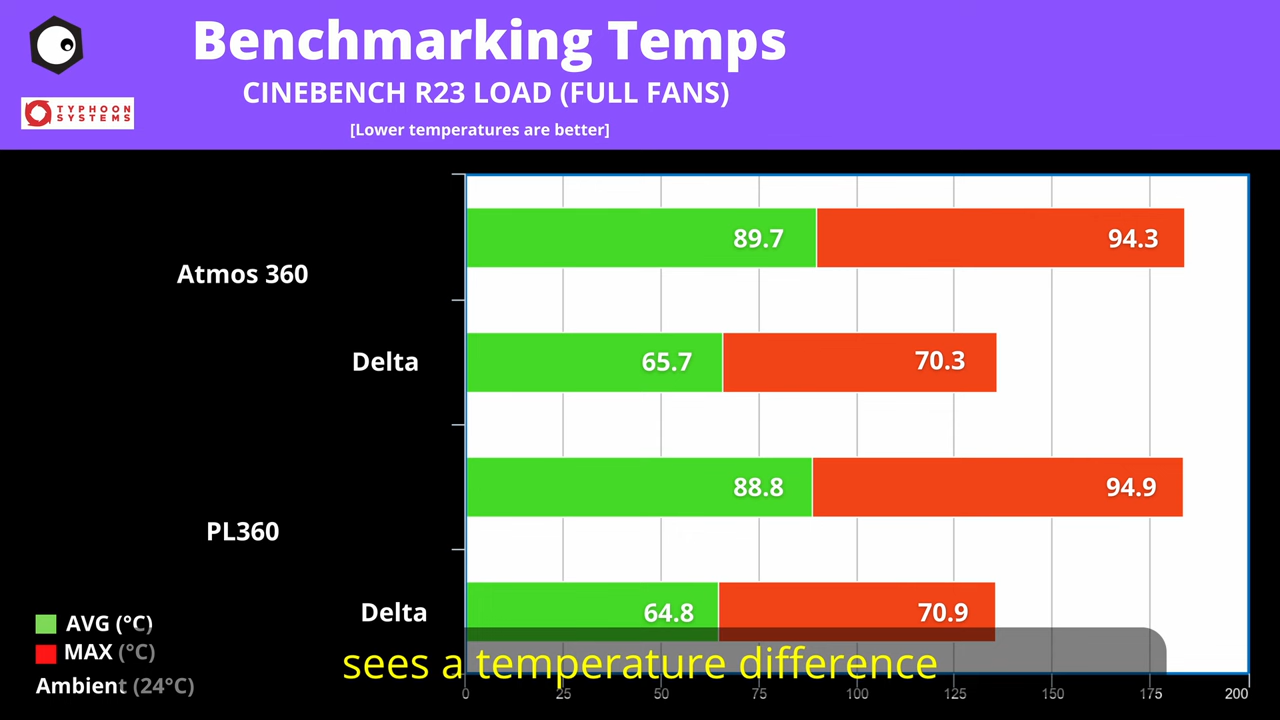 Benchmarking Temps
CINEBENCH R23 LOAD (FULL FANS)
[Lower temperatures are better]
TYPHOON
SYSTEMS
Atmos 360
89.7 94.3
Delta 65.7 70.3
PL360
88.8 94.9
Delta 64.8 70.9
AVG (°C)
MAX (°C)
Ambient (24°C)
sees a temperature difference
0 25 50 75 100 125 150 175 200